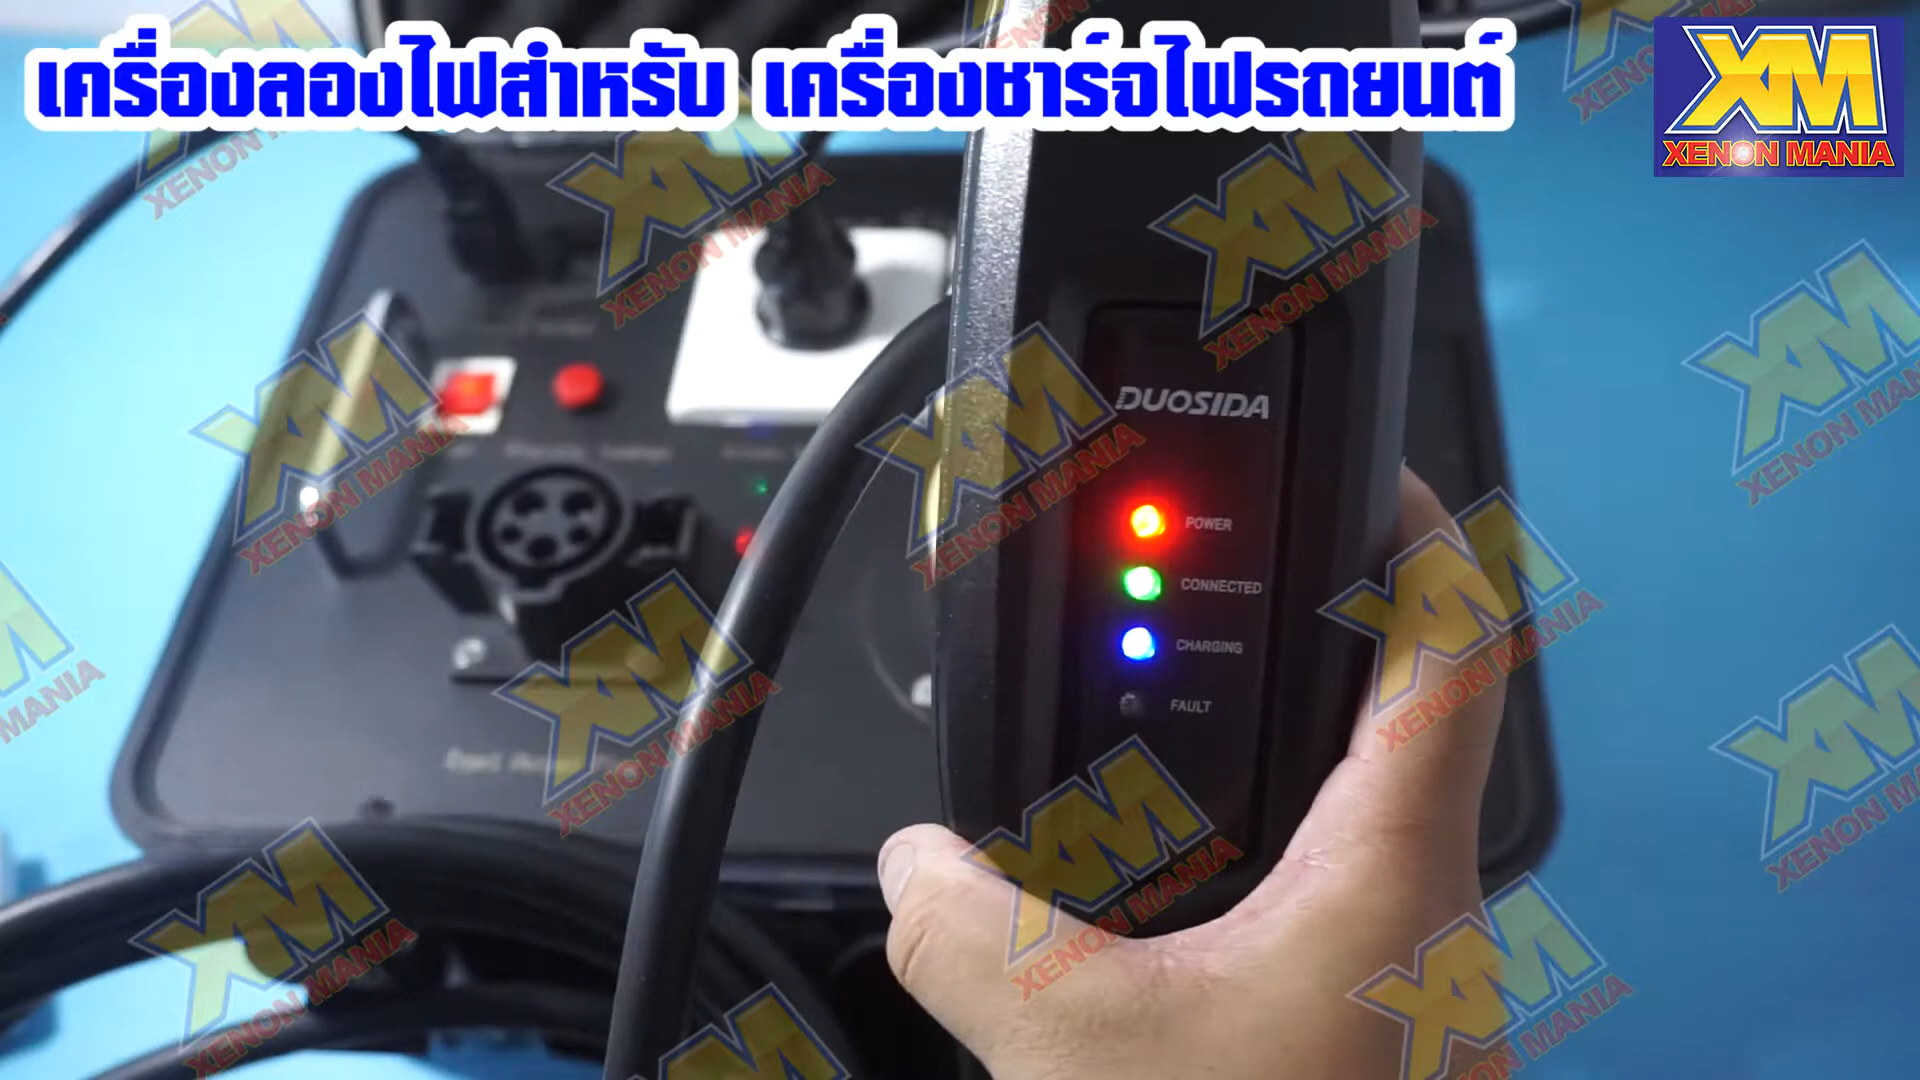 เครื่องลองไฟสำหรับ เครื่องชาร์จไฟรถยนต์
XM
XENON MANIA
DUOSIDA
POWER
CONNECTED
CHARGING
FAULT